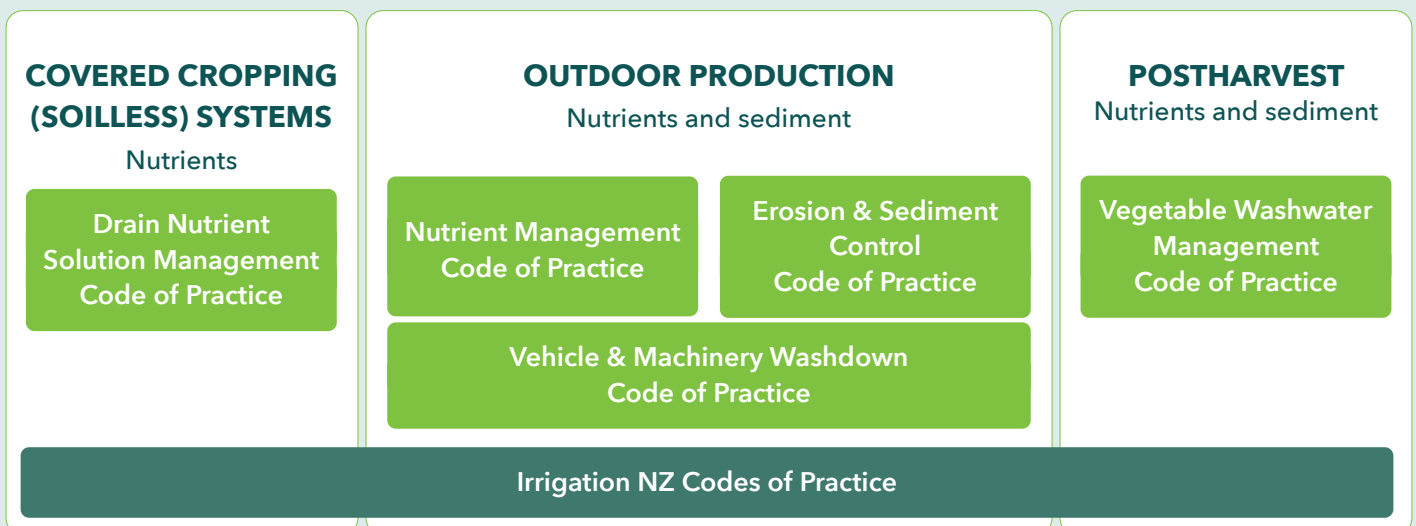 COVERED CROPPING
(SOILLESS) SYSTEMS
Nutrients
Drain Nutrient
Solution Management
Code of Practice
OUTDOOR PRODUCTION
Nutrients and sediment
Nutrient Management
Code of Practice
Erosion & Sediment
Control
Code of Practice
Vehicle & Machinery Washdown
Code of Practice
POSTHARVEST
Nutrients and sediment
Vegetable Washwater
Management
Code of Practice
Irrigation NZ Codes of Practice